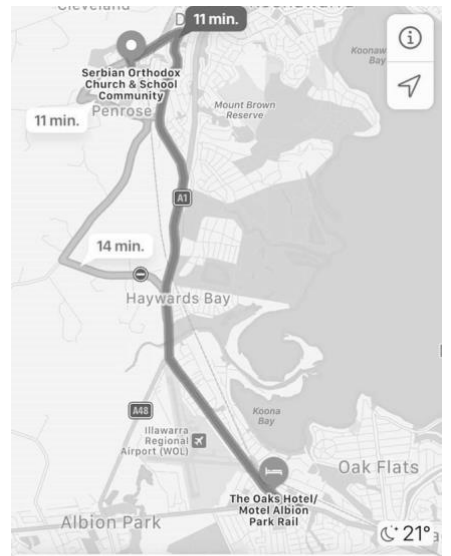 Cleveland
11 min.
Koonaw
Bay
Serbian Orthodox
Church & School
Community
Mount Brown
Reserve
Penrose
11 min.
A1
14 min.
Haywards Bay
A48
Koona
Bay
Illawarra
Regional
Airport (WOL)
Oak Flats
The Oaks Hotel/
Motel Albion
Park Rail
Albion Park
21°